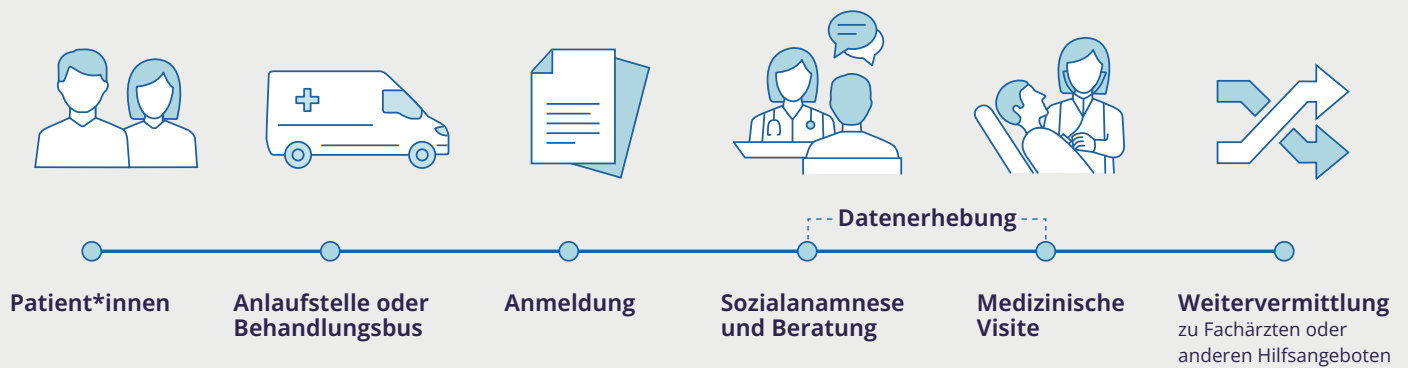 Datenerhebung
Patient*innen
Anlaufstelle oder
Behandlungsbus
Anmeldung
Sozialanamnese
und Beratung
Medizinische
Visite
Weitervermittlung
zu Fachärzten oder
anderen Hilfsangeboten